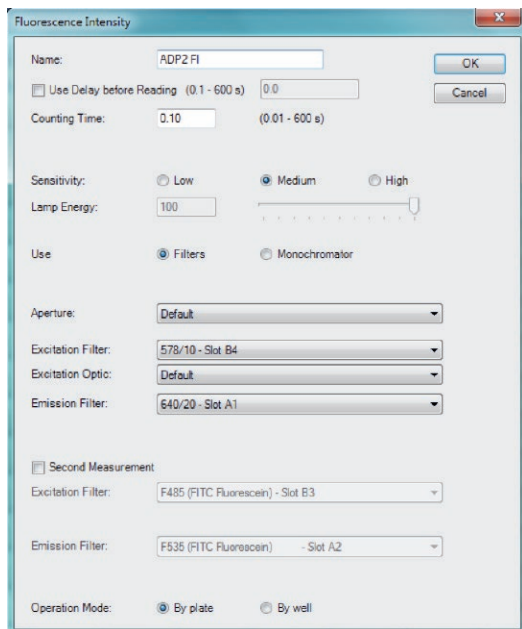 Fluorescence Intensity
Name: ADP2 FI OK
Use Delay before Reading (0.1 - 600 s) 0.0 Cancel
Counting Time: 0.10 (0.01 - 600 s)
Sensitivity: Low Medium High
Lamp Energy: 100
Use Filters Monochromator
Aperture: Default
Excitation Filter: 578/10 - Slot B4
Excitation Optic: Default
Emission Filter: 640/20 - Slot A1
Second Measurement
Excitation Filter: F485 (FITC Fluorescein) - Slot B3
Emission Filter: F535 (FITC Fluorescein) - Slot A2
Operation Mode: By plate By well